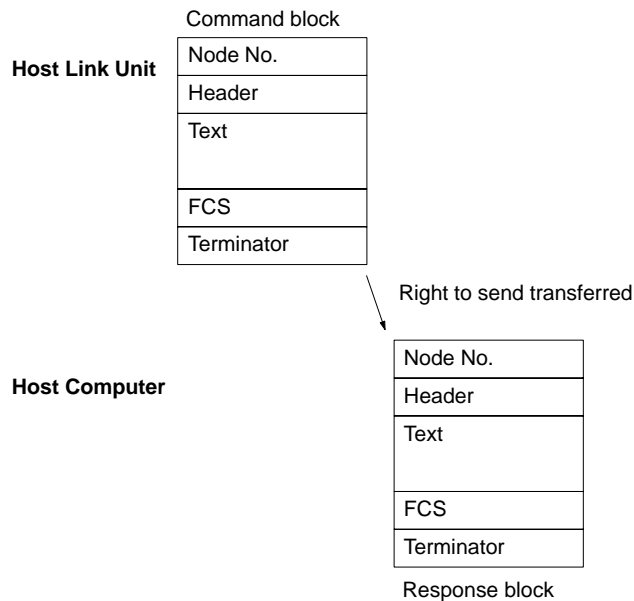 Command block
Host Link Unit
Node No.
Header
Text
FCS
Terminator
Right to send transferred
Host Computer
Node No.
Header
Text
FCS
Terminator
Response block